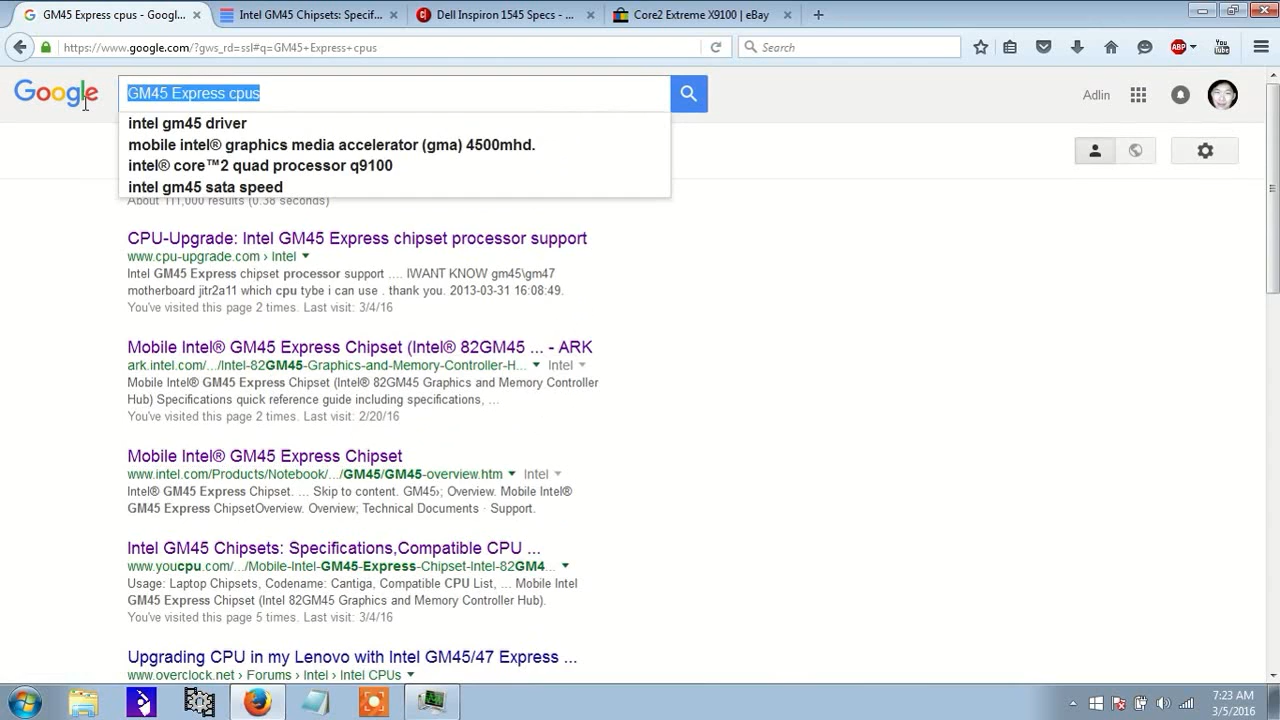 GM45 Express cpus - Googl...
Intel GM45 Chipsets: Specif...
Dell Inspiron 1545 Specs - ...
Core2 Extreme X9100 | eBay
https://www.google.com/?gws_rd=ssl#q=GM45+Express+cpus
Search
ABP
You Tube
Google
GM45 Express cpus
Adlin
intel gm45 driver
mobile intel® graphics media accelerator (gma) 4500mhd.
intel® core™2 quad processor q9100
intel gm45 sata speed
About 111,000 results (0.38 seconds)
CPU-Upgrade: Intel GM45 Express chipset processor support
www.cpu-upgrade.com › Intel
Intel GM45 Express chipset processor support .... IWANT KNOW gm45\gm47
motherboard jitr2a11 which cpu tybe i can use . thank you. 2013-03-31 16:08:49.
You've visited this page 2 times. Last visit: 3/4/16
Mobile Intel® GM45 Express Chipset (Intel® 82GM45 ... - ARK
ark.intel.com/.../Intel-82GM45-Graphics-and-Memory-Controller-H... Intel
Mobile Intel® GM45 Express Chipset (Intel® 82GM45 Graphics and Memory Controller
Hub) Specifications quick reference guide including specifications, ...
You've visited this page 2 times. Last visit: 2/20/16
Mobile Intel® GM45 Express Chipset
www.intel.com/Products/Notebook/.../GM45/GM45-overview.htm Intel
Intel® GM45 Express Chipset. ... Skip to content. GM45›; Overview. Mobile Intel®
GM45 Express ChipsetOverview. Overview; Technical Documents · Support.
Intel GM45 Chipsets: Specifications,Compatible CPU ...
www.youcpu.com/.../Mobile-Intel-GM45-Express-Chipset-Intel-82GM4...
Usage: Laptop Chipsets, Codename: Cantiga, Compatible CPU List, ... Mobile Intel
GM45 Express Chipset (Intel 82GM45 Graphics and Memory Controller Hub).
You've visited this page 5 times. Last visit: 3/4/16
Upgrading CPU in my Lenovo with Intel GM45/47 Express ...
www.overclock.net › Forums › Intel › Intel CPUs
7:23 AM
3/5/2016